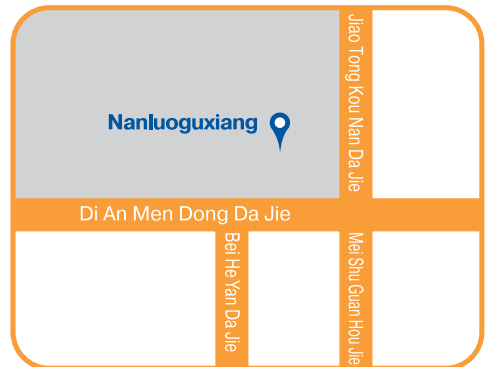 Jiao Tong Kou Nan Da Jie
Nanluoguxiang
Di An Men Dong Da Jie
Bei He Yan Da Jie
Mei Shu Guan Hou Jie